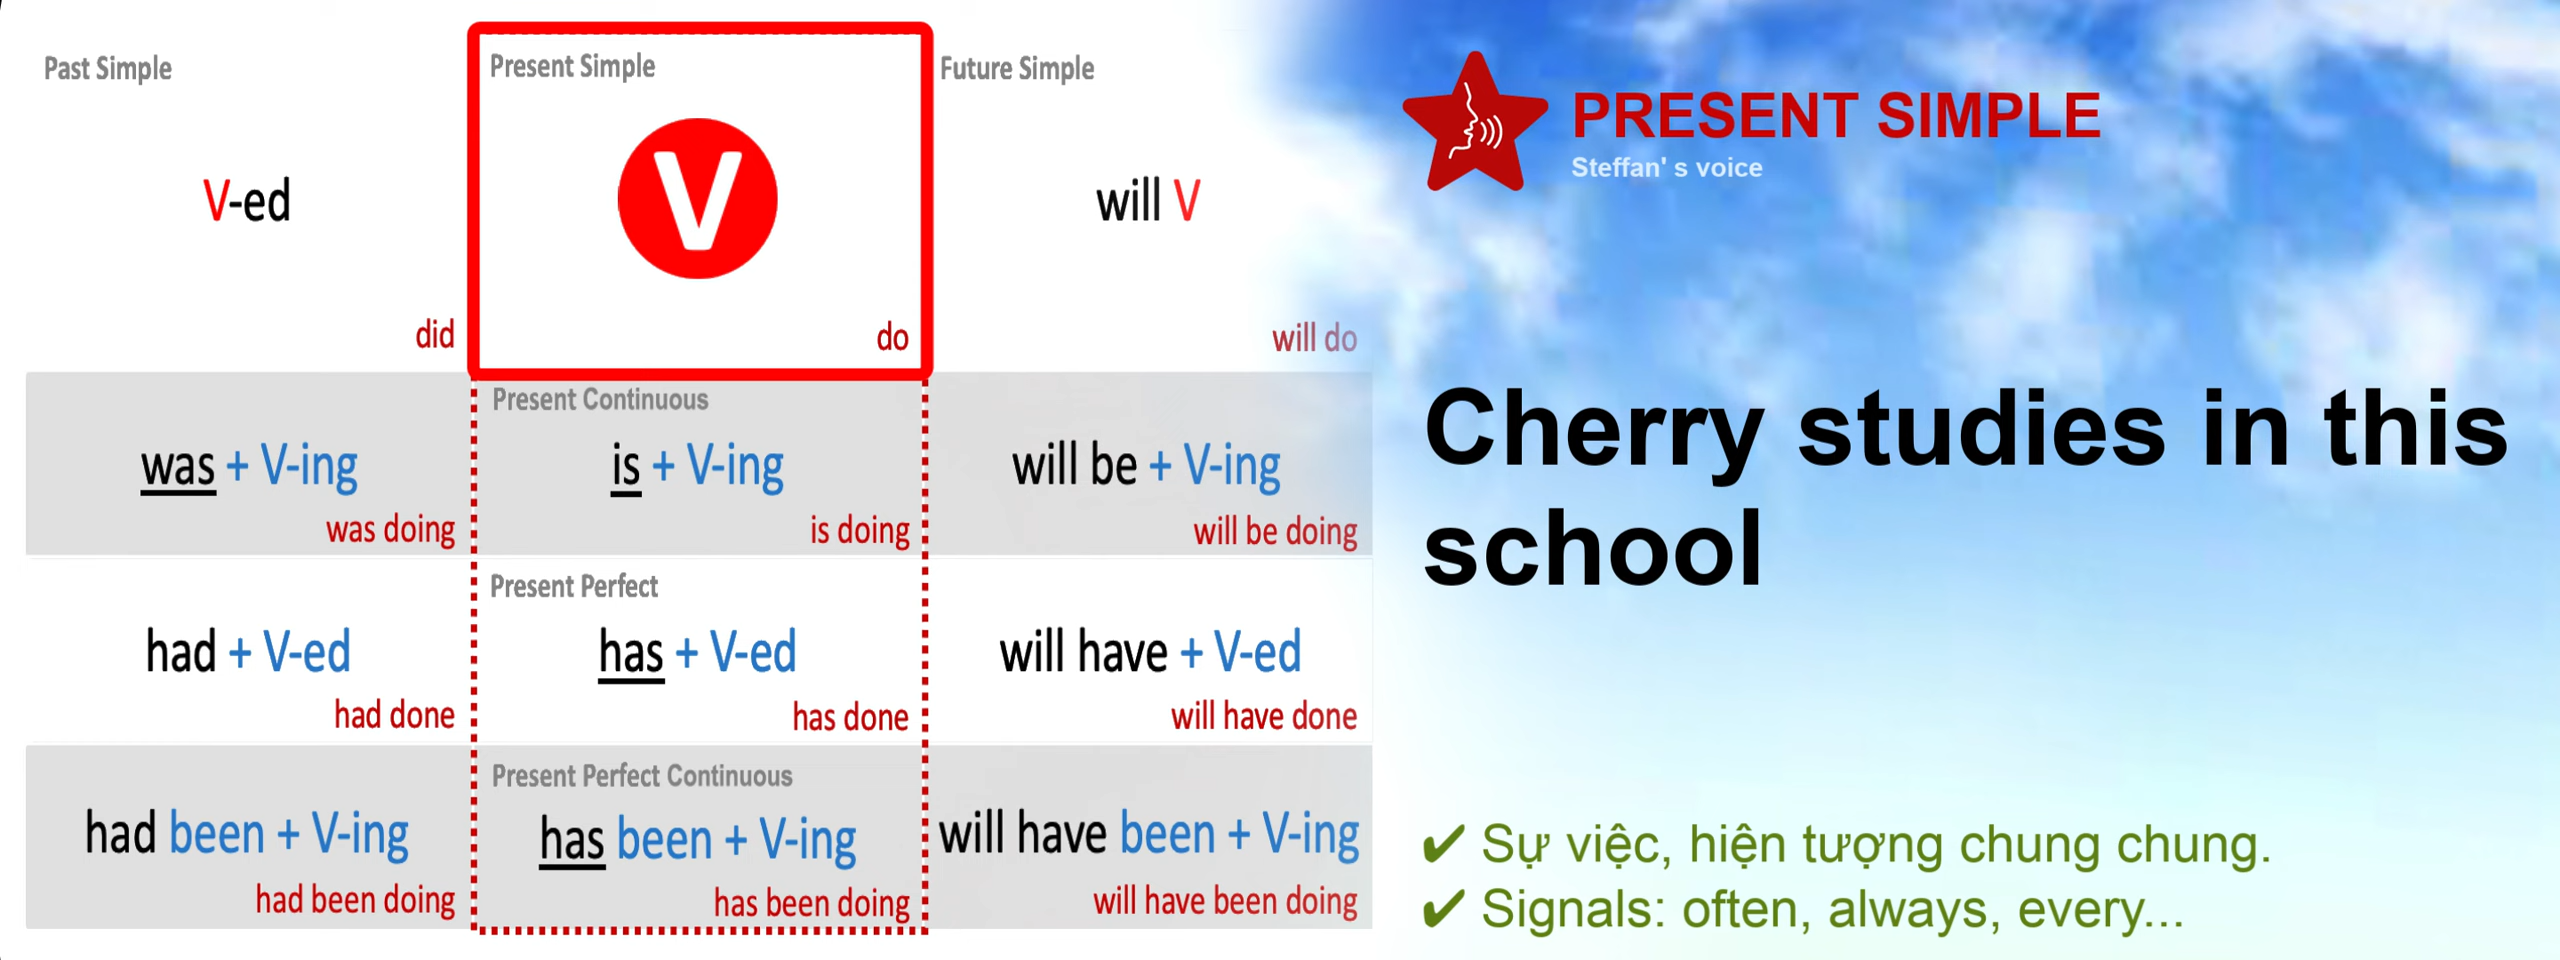 Past Simple
V-ed
did
Present Simple
V
do
Future Simple
will V
will do
was + V-ing
was doing
Present Continuous
is + V-ing
is doing
will be + V-ing
will be doing
had + V-ed
had done
Present Perfect
has + V-ed
has done
will have + V-ed
will have done
had been + V-ing
had been doing
Present Perfect Continuous
has been + V-ing
has been doing
will have been + V-ing
will have been doing
PRESENT SIMPLE
Steffan' s voice
Cherry studies in this
school
✔ Sự việc, hiện tượng chung chung.
✔ Signals: often, always, every...